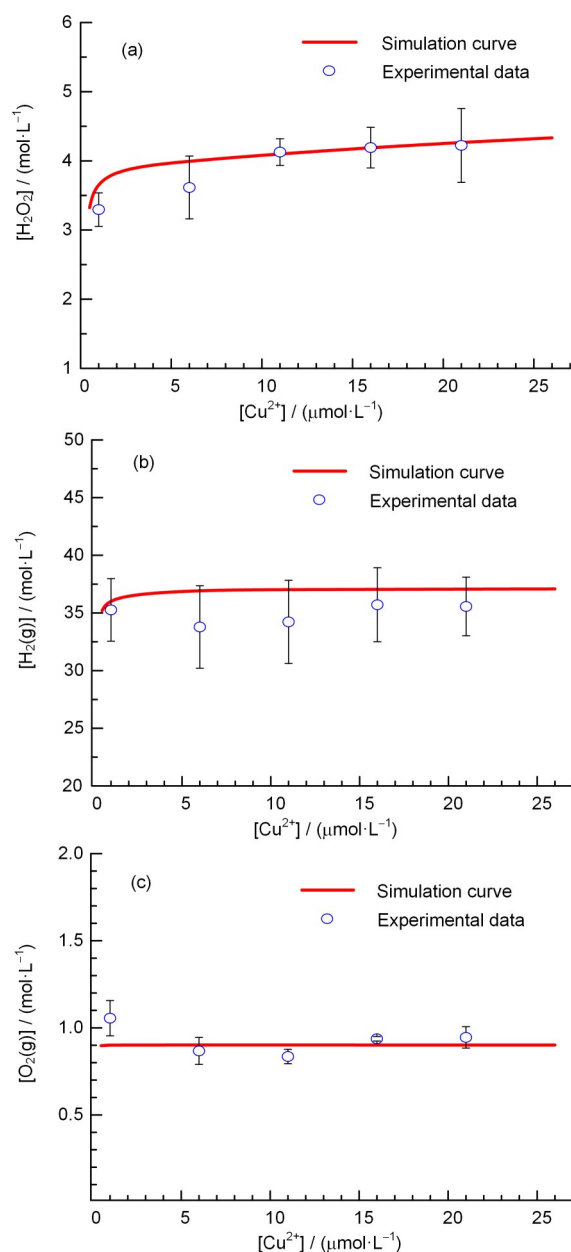 (a)
Simulation curve
Experimental data
6
5
4
3
2
1
[H₂O₂] / (mol·L⁻¹)
0 5 10 15 20 25
[Cu²⁺] / (μmol·L⁻¹)
(b)
Simulation curve
Experimental data
50
45
40
35
30
25
20
[H₂(g)] / (mol·L⁻¹)
0 5 10 15 20 25
[Cu²⁺] / (μmol·L⁻¹)
(c)
Simulation curve
Experimental data
2.0
1.5
1.0
0.5
[O₂(g)] / (mol·L⁻¹)
0 5 10 15 20 25
[Cu²⁺] / (μmol·L⁻¹)